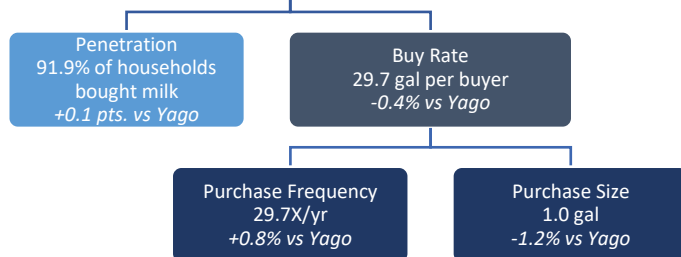 Penetration
91.9% of households
bought milk
+0.1 pts. vs Yago
Buy Rate
29.7 gal per buyer
-0.4% vs Yago
Purchase Frequency
29.7X/yr
+0.8% vs Yago
Purchase Size
1.0 gal
-1.2% vs Yago